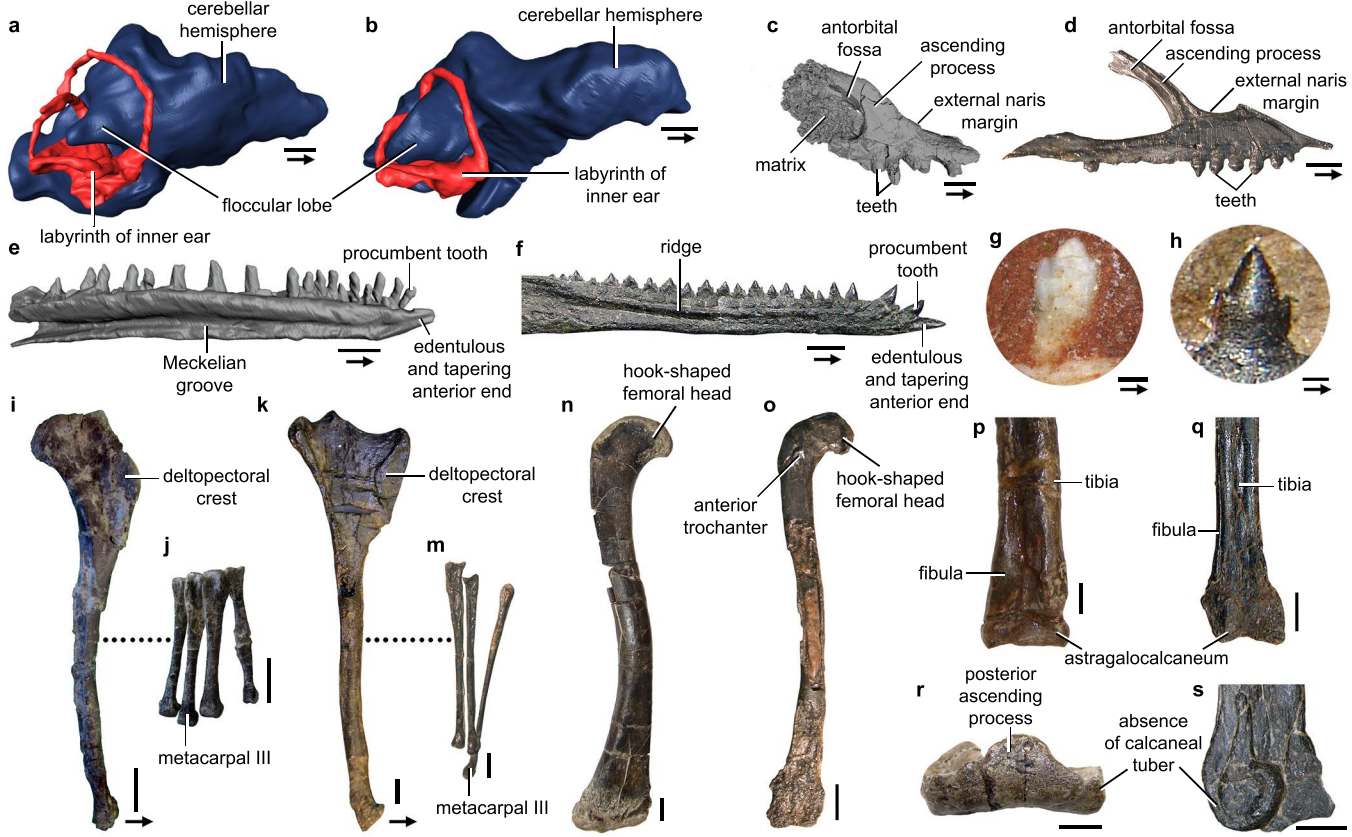 a
cerebellar
hemisphere
b
cerebellar hemisphere
floccular lobe
labyrinth of inner ear
labyrinth of
inner ear
c
antorbital
fossa
ascending
process
external naris
margin
matrix
teeth
d
antorbital fossa
ascending process
external naris
margin
teeth
e
procumbent tooth
Meckelian
groove
edentulous
and tapering
anterior end
f
ridge
procumbent
tooth
edentulous
and tapering
anterior end
g
h
i
deltopectoral
crest
j
metacarpal III
k
deltopectoral
crest
m
metacarpal III
n
hook-shaped
femoral head
o
anterior
trochanter
hook-shaped
femoral head
p
tibia
fibula
q
tibia
fibula
astragalocalcaneum
r
posterior
ascending
process
absence
of calcaneal
tuber
s